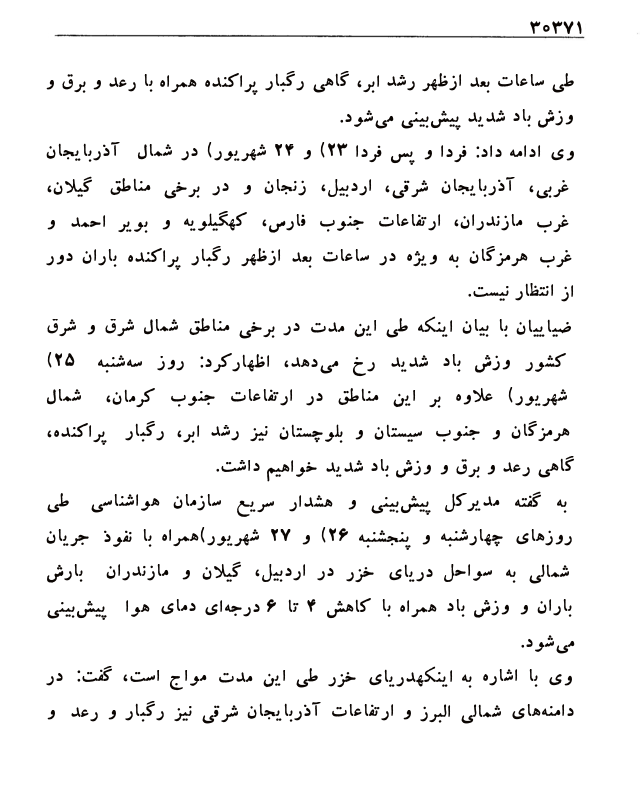 ۳۰۳۷۱
طی ساعات بعد ازظهر رشد ابر، گاهی رگبار پراکنده همراه با رعد و برق و
وزش باد شدید پیش‌بینی می‌شود.
وی ادامه داد: فردا و پس فردا ۲۳) و ۲۴ شهریور) در شمال آذربایجان
غربی، آذربایجان شرقی، اردبیل، زنجان و در برخی مناطق گیلان،
غرب مازندران، ارتفاعات جنوب فارس، کهگیلویه و بویر احمد و
غرب هرمزگان به ویژه در ساعات بعد ازظهر رگبار پراکنده باران دور
از انتظار نیست.
ضیاییان با بیان اینکه طی این مدت در برخی مناطق شمال شرق و شرق
کشور وزش باد شدید رخ می‌دهد، اظهارکرد: روز سه‌شنبه ۲۵)
شهریور) علاوه بر این مناطق در ارتفاعات جنوب کرمان، شمال
هرمزگان و جنوب سیستان و بلوچستان نیز رشد ابر، رگبار پراکنده،
گاهی رعد و برق و وزش باد شدید خواهیم داشت.
به گفته مدیرکل پیش‌بینی و هشدار سریع سازمان هواشناسی طی
روزهای چهارشنبه و پنجشنبه ۲۶) و ۲۷ شهریور)همراه با نفوذ جریان
شمالی به سواحل دریای خزر در اردبیل، گیلان و مازندران بارش
باران و وزش باد همراه با کاهش ۴ تا ۶ درجه‌ای دمای هوا پیش‌بینی
می‌شود.
وی با اشاره به اینکهدریای خزر طی این مدت مواج است، گفت: در
دامنه‌های شمالی البرز و ارتفاعات آذربایجان شرقی نیز رگبار و رعد و